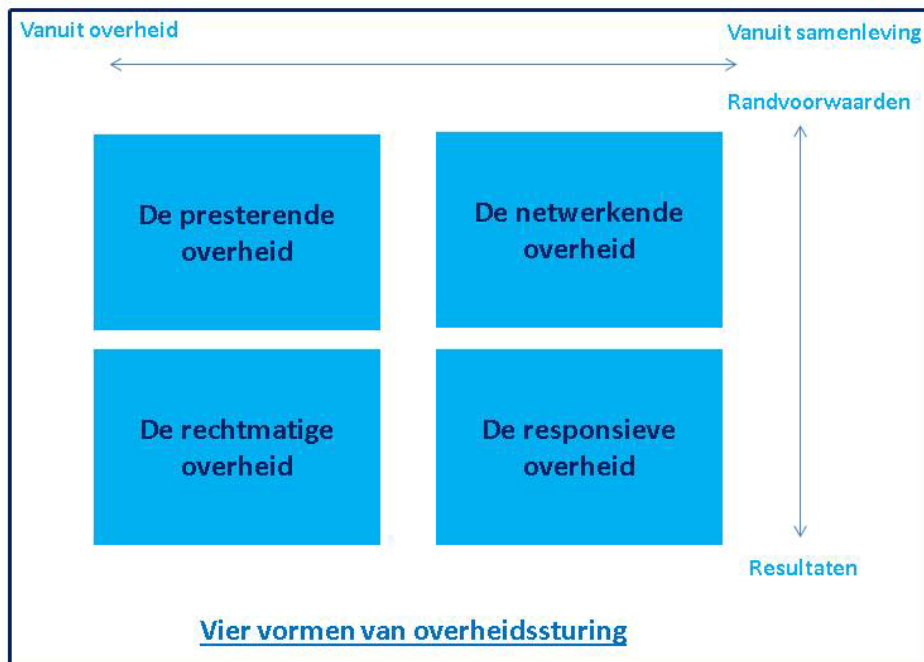 Vanuit overheid
Vanuit samenleving
Randvoorwaarden
De presterende
overheid
De netwerkende
overheid
De rechtmatige
overheid
De responsieve
overheid
Resultaten
Vier vormen van overheidssturing